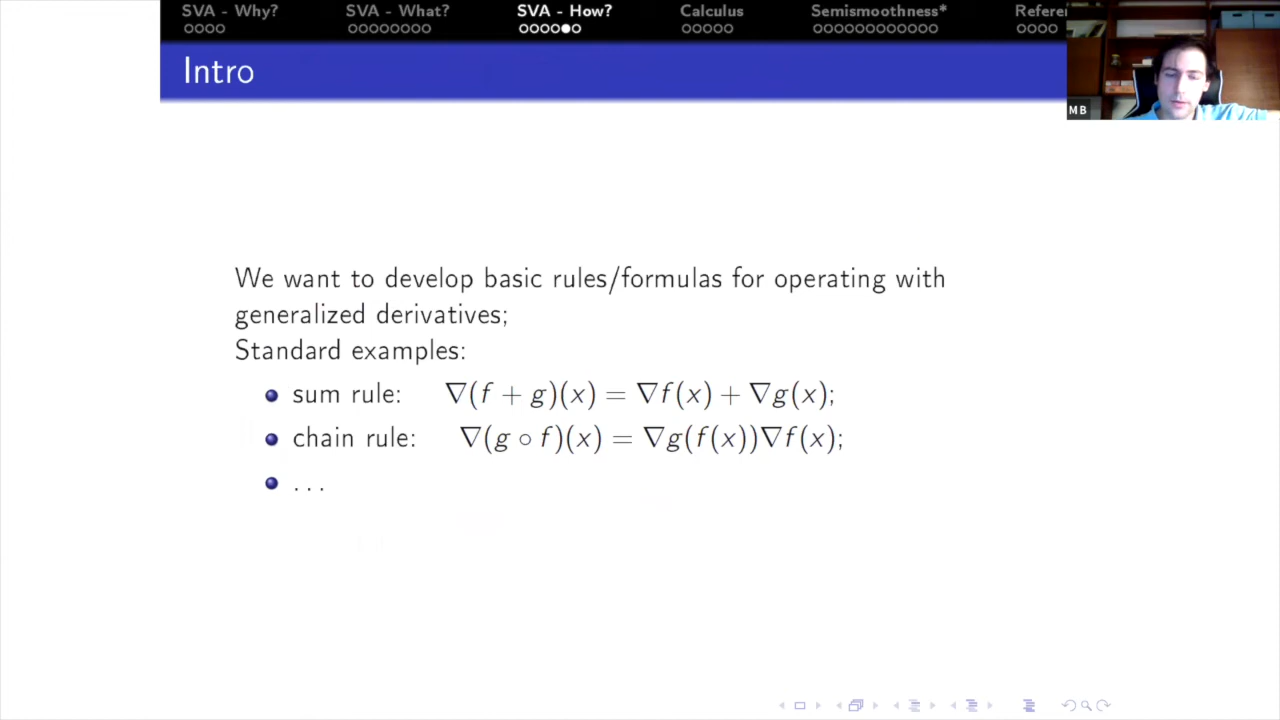 SVA - Why? SVA - What? SVA - How? Calculus Semismoothness*
Intro
MB
We want to develop basic rules/formulas for operating with
generalized derivatives;
Standard examples:
sum rule: ∇(f + g)(x) = ∇f(x) + ∇g(x);
chain rule: ∇(g ∘ f)(x) = ∇g(f(x))∇f(x);
. . .